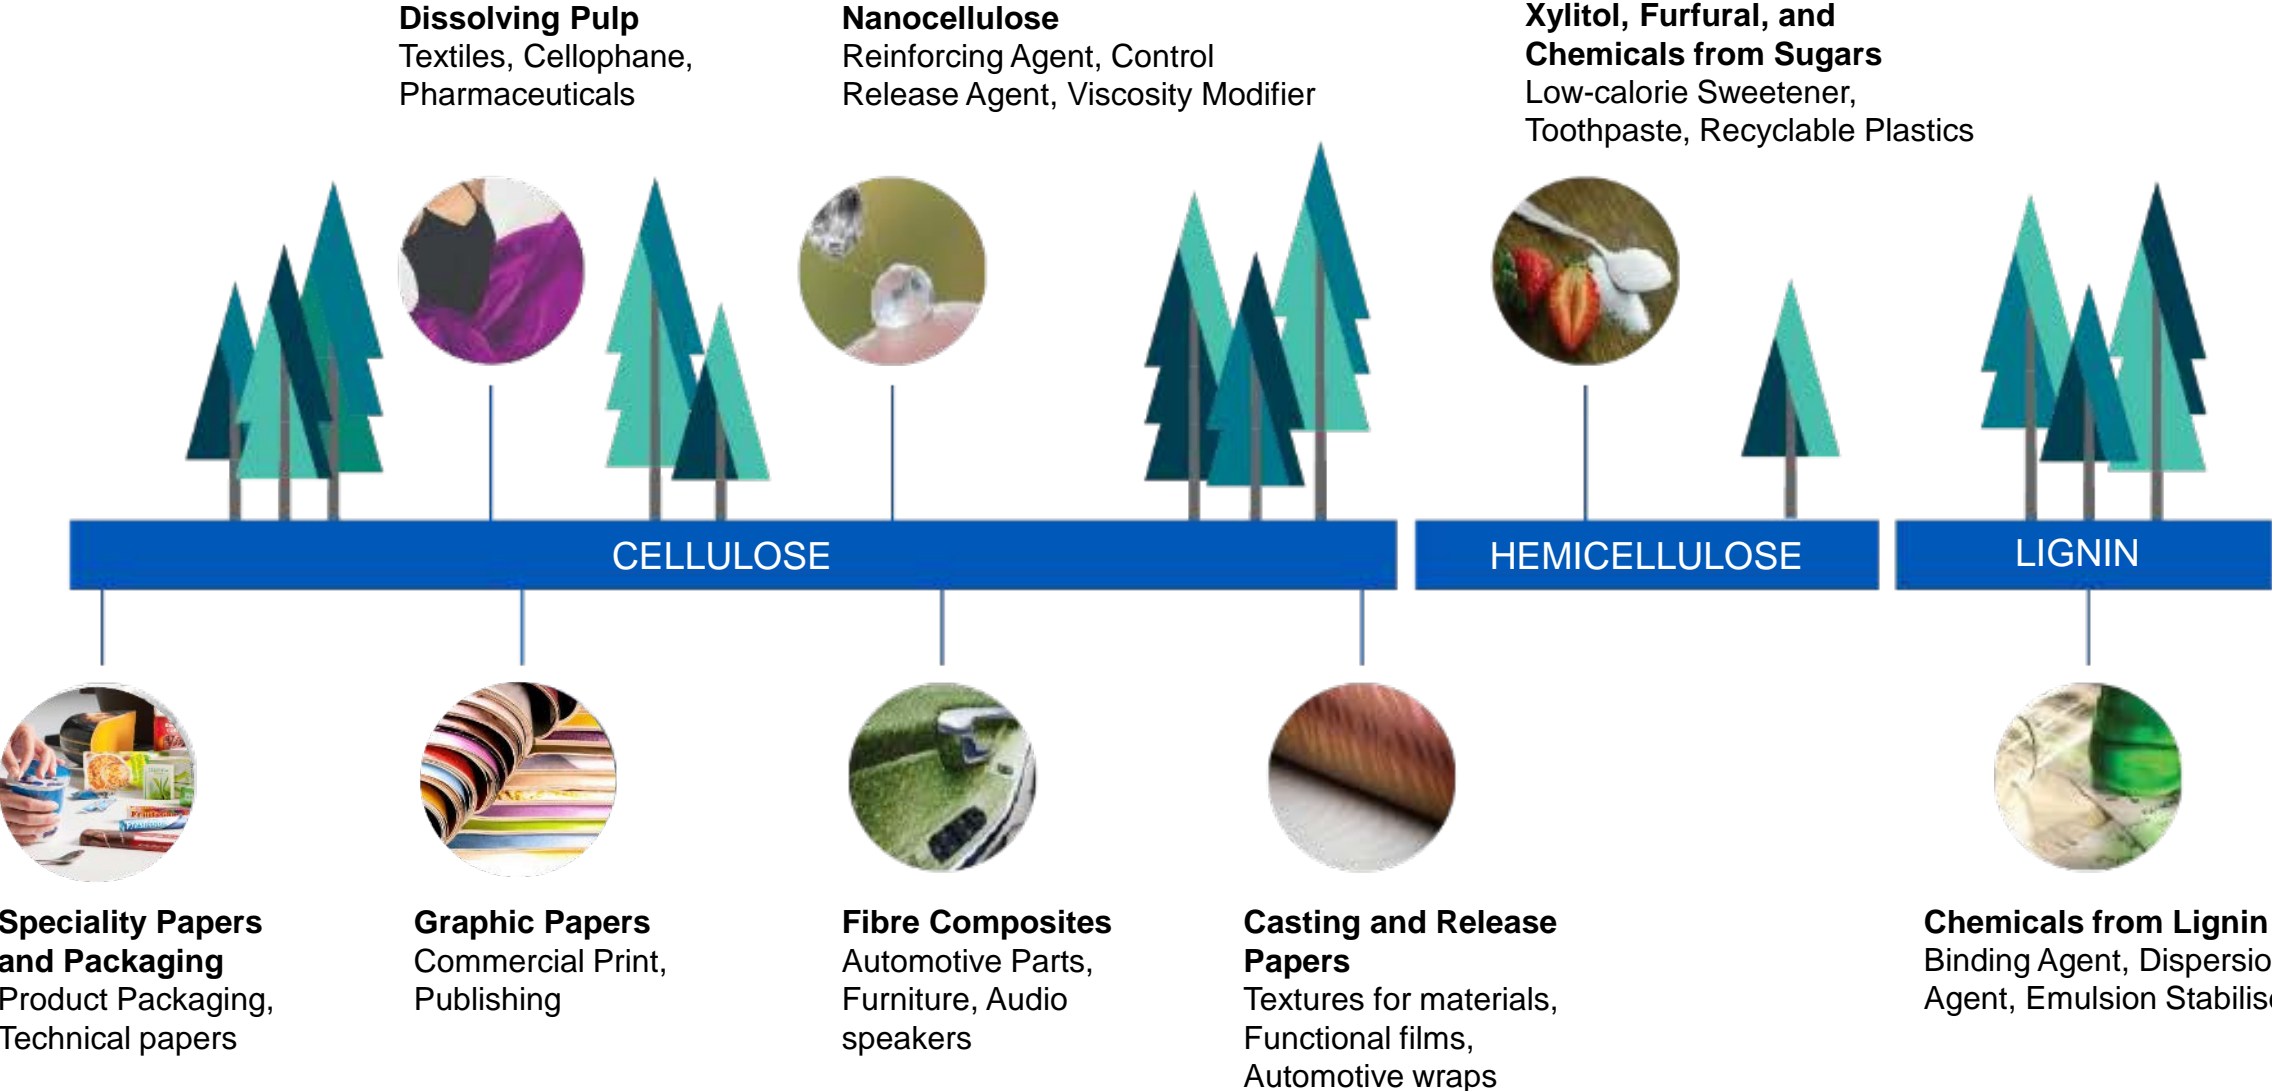 Dissolving Pulp
Textiles, Cellophane,
Pharmaceuticals
Nanocellulose
Reinforcing Agent, Control
Release Agent, Viscosity Modifier
Xylitol, Furfural, and
Chemicals from Sugars
Low-calorie Sweetener,
Toothpaste, Recyclable Plastics
CELLULOSE
HEMICELLULOSE
LIGNIN
Speciality Papers
and Packaging
Product Packaging,
Technical papers
Graphic Papers
Commercial Print,
Publishing
Fibre Composites
Automotive Parts,
Furniture, Audio
speakers
Casting and Release
Papers
Textures for materials,
Functional films,
Automotive wraps
Chemicals from Lignin
Binding Agent, Dispersio
Agent, Emulsion Stabilis